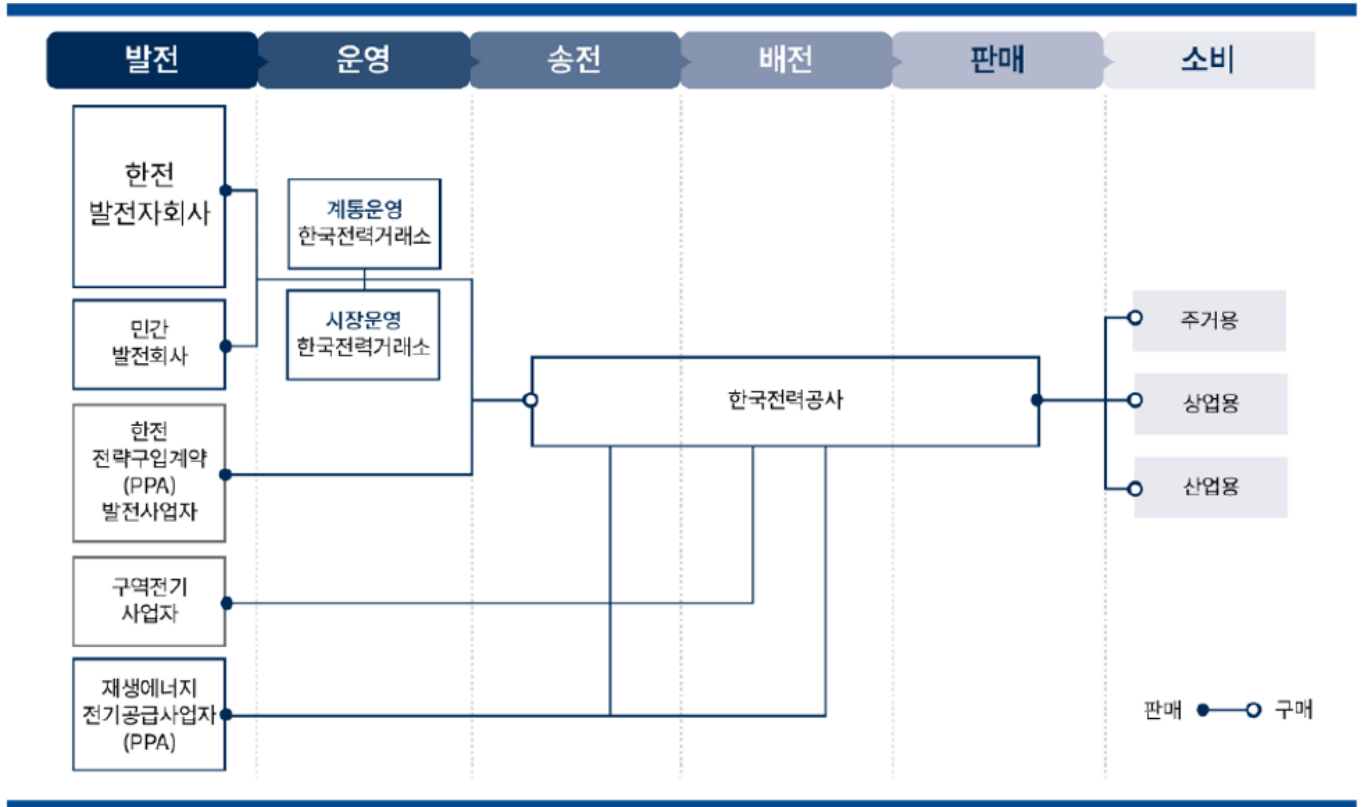 발전
운영
송전
배전
판매
소비
한전
발전자회사
계통운영
한국전력거래소
시장운영
한국전력거래소
민간
발전회사
한전
전략구입계약
(PPA)
발전사업자
구역전기
사업자
재생에너지
전기공급사업자
(PPA)
한국전력공사
주거용
상업용
산업용
판매
구매